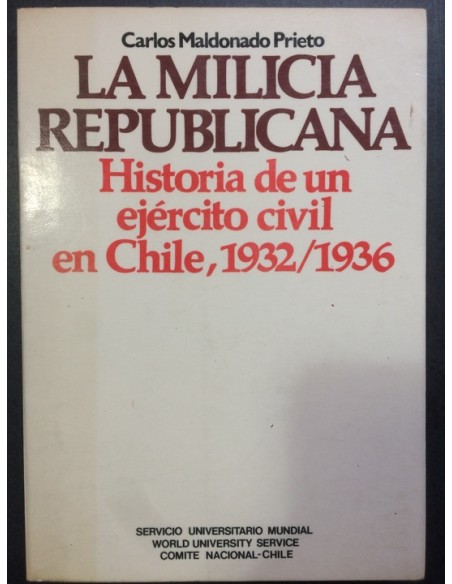 Carlos Maldonado Prieto
LA MILICIA
REPUBLICANA
Historia de un
ejército civil
en Chile, 1932/1936
SERVICIO UNIVERSITARIO MUNDIAL
WORLD UNIVERSITY SERVICE
COMITE NACIONAL-CHILE